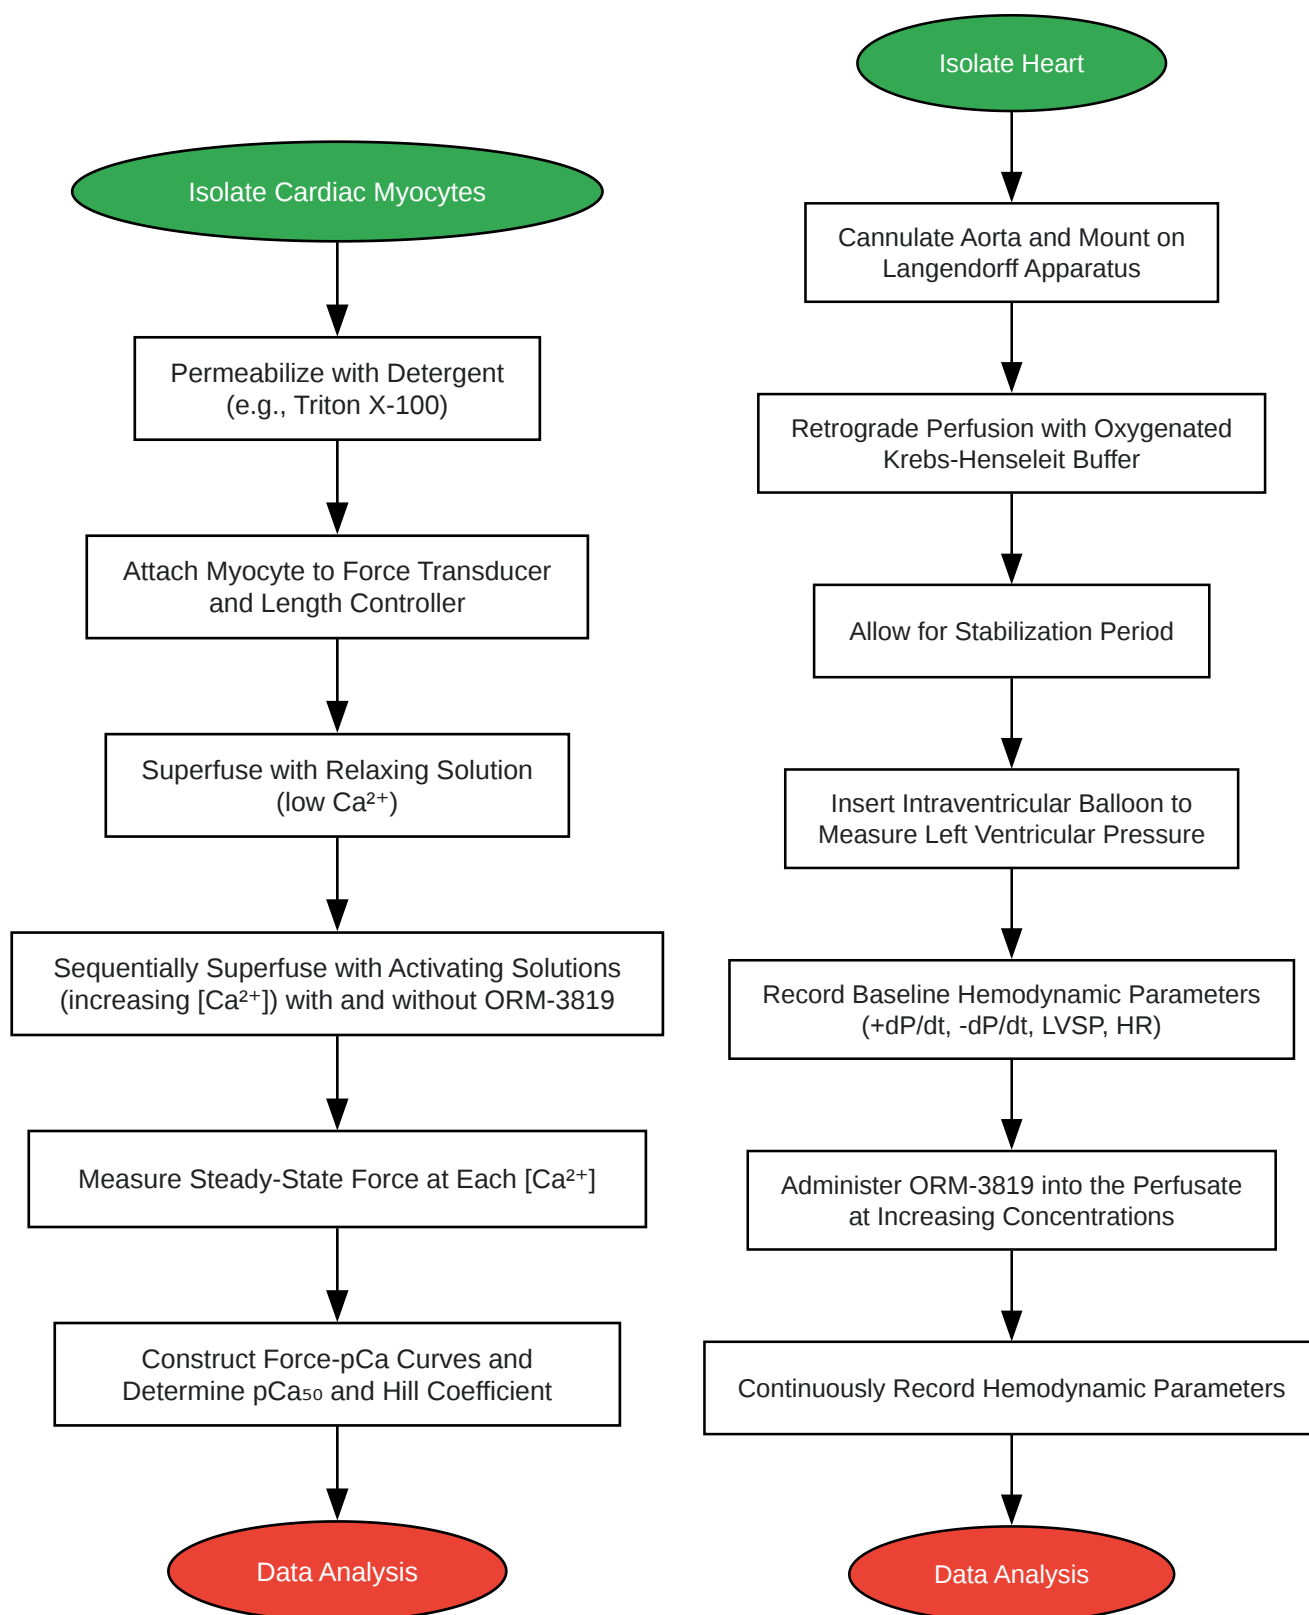 Isolate Cardiac Myocytes
Permeabilize with Detergent
(e.g., Triton X-100)
Attach Myocyte to Force Transducer
and Length Controller
Superfuse with Relaxing Solution
(low Ca²⁺)
Sequentially Superfuse with Activating Solutions
(increasing [Ca²⁺]) with and without ORM-3819
Measure Steady-State Force at Each [Ca²⁺]
Construct Force-pCa Curves and
Determine pCa₅₀ and Hill Coefficient
Data Analysis
Isolate Heart
Cannulate Aorta and Mount on
Langendorff Apparatus
Retrograde Perfusion with Oxygenated
Krebs-Henseleit Buffer
Allow for Stabilization Period
Insert Intraventricular Balloon to
Measure Left Ventricular Pressure
Record Baseline Hemodynamic Parameters
(+dP/dt, -dP/dt, LVSP, HR)
Administer ORM-3819 into the Perfusate
at Increasing Concentrations
Continuously Record Hemodynamic Parameters
Data Analysis